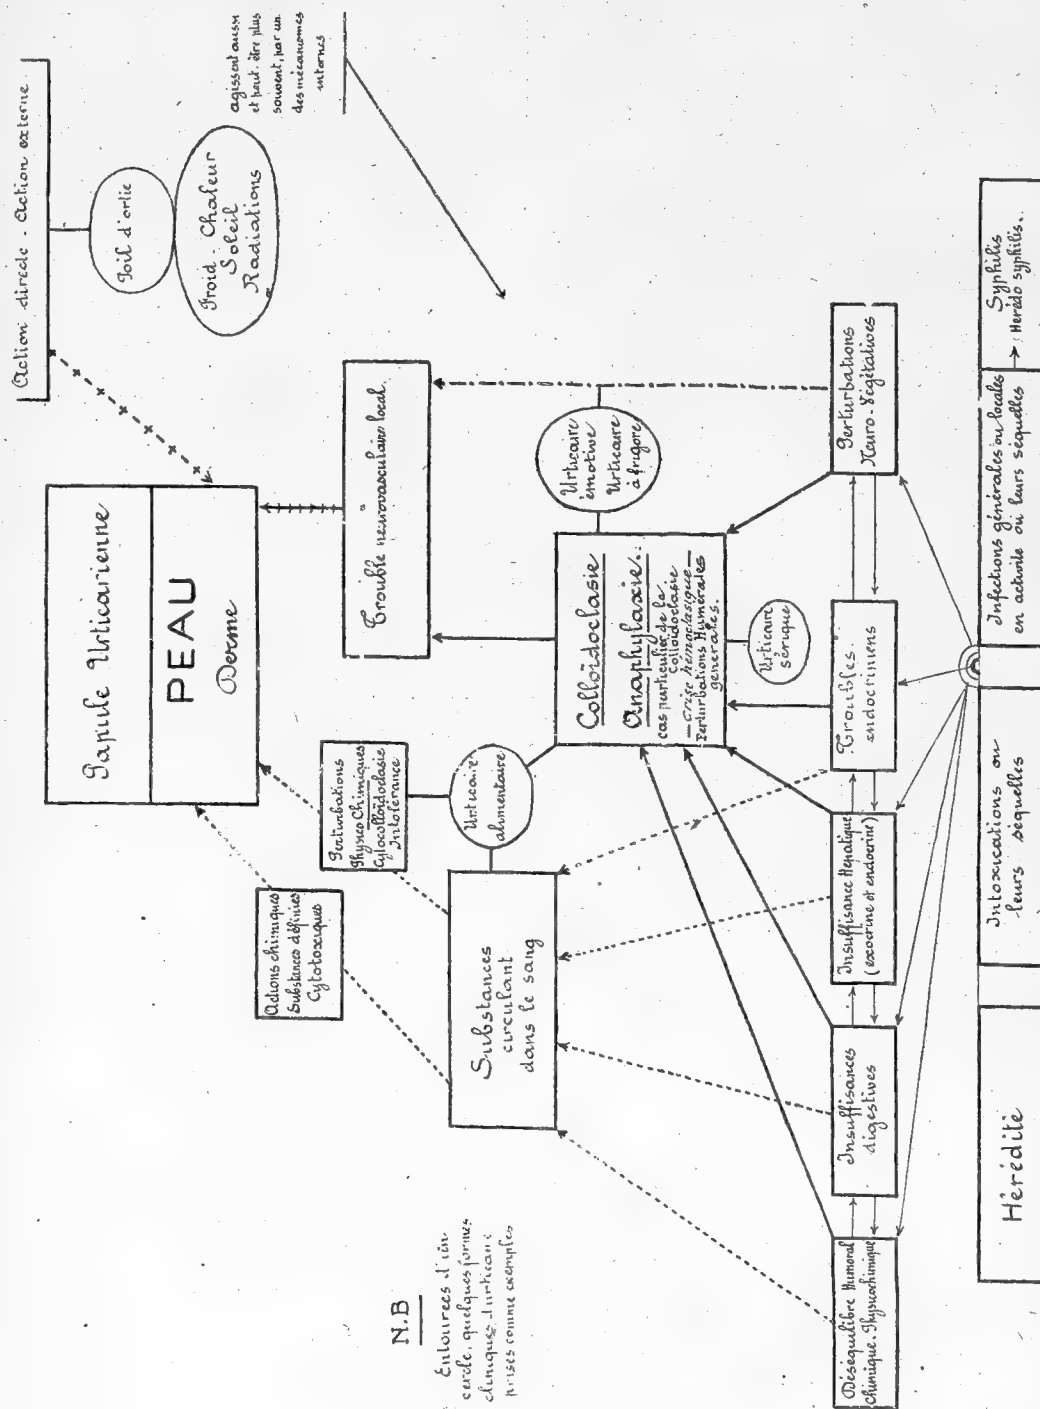 Action directe - Action externe
Poil d'ortie
Froid - Chaleur
Soleil
Radiations
agissent aussi
et peut. être plus
souvent, par un
des mécanismes
internes
Papule Urticarienne
PEAU
Derme
Trouble neurovasculaire local.
Perturbations
Physico Chimiques
Cytocolloïdoclasie
Intolérance
Actions chimiques
Substances définies
Cytotoxiques
Urticaire
alimentaire
Substances
circulant
dans le sang
Colloïdoclasie
Anaphylaxie.:
cas particulier de la
Colloïdoclasie
— crise hémoclasique —
Perturbations Humorales
générales.
Urticaire
émotive
Urticaire
à frigore
Urticaire
sérique
N.B
Entourées d'un
cercle, quelques formes
cliniques d'urticaire
prises comme exemples
Déséquilibre Humoral
Chimique. Physicochimique
Insuffisances
digestives
Insuffisance Hépatique
(exocrine et endocrine)
Troubles.
endocriniens
Perturbations
Neuro-Végétatives
Hérédité
Intoxications ou
leurs séquelles
Infections générales ou locales
en activité ou leurs séquelles
Syphilis
Herédo syphilis..